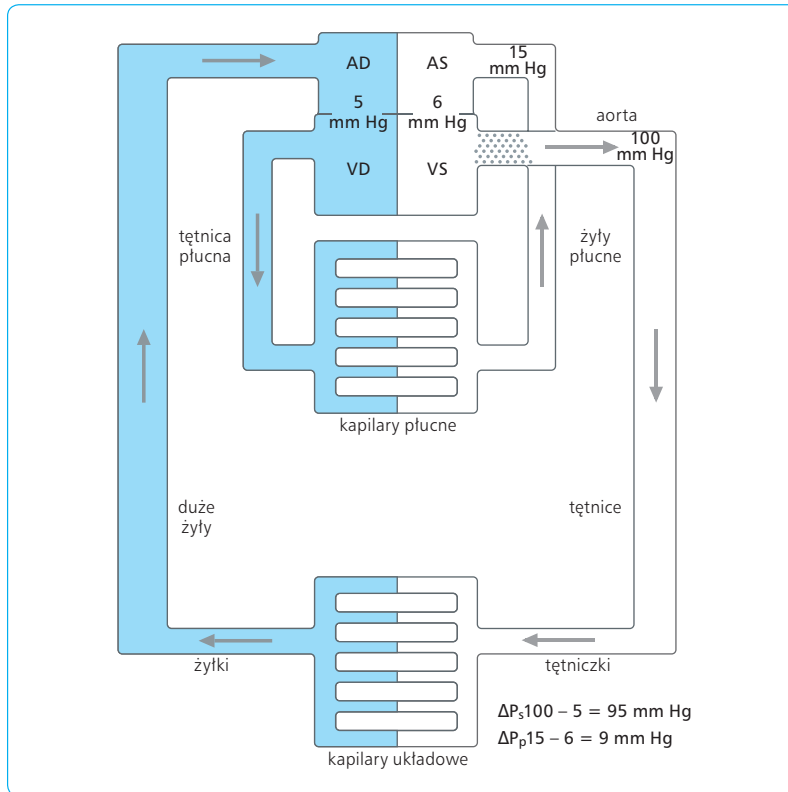 AD
AS
15
mm Hg
5
mm Hg
6
mm Hg
aorta
100
mm Hg
VD
VS
tętnica
płucna
żyły
płucne
kapilary płucne
duże
żyły
tętnice
żyłki
tętniczki
ΔPₛ100 – 5 = 95 mm Hg
ΔPₚ15 – 6 = 9 mm Hg
kapilary układowe